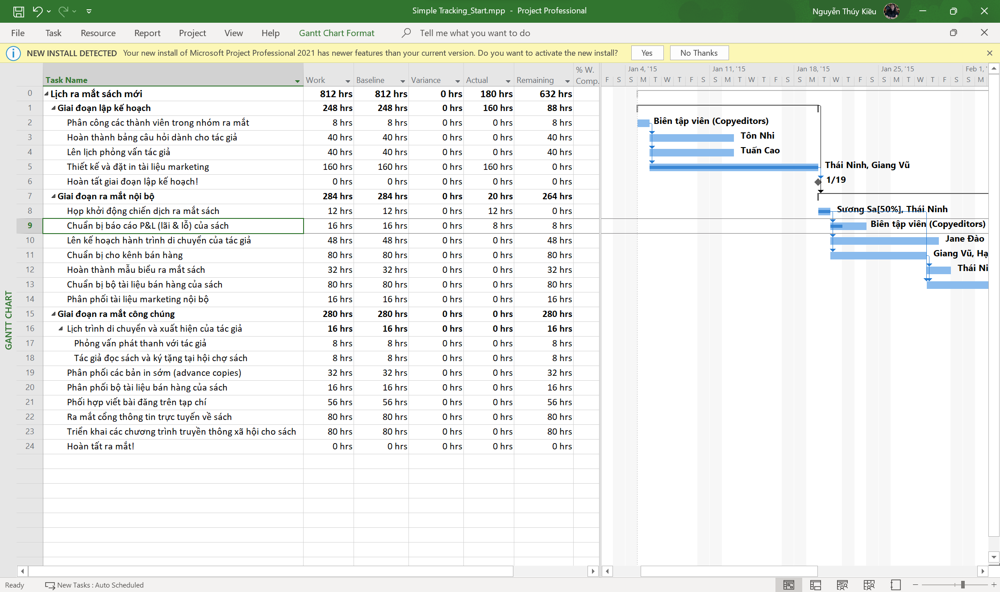 Simple Tracking_Start.mpp - Project Professional
Nguyễn Thúy Kiều
File Task Resource Report Project View Help Gantt Chart Format Tell me what you want to do
NEW INSTALL DETECTED Your new install of Microsoft Project Professional 2021 has newer features than your current version. Do you want to activate the new install? Yes No Thanks
Task Name Work Baseline Variance Actual Remaining % W. Comp.
Jan 4, '15 Jan 11, '15 Jan 18, '15 Jan 25, '15 Feb 1, '
F S S M T W T F S S M T W T F S S M T W T F S S M T W T F S S M
0 Lịch ra mắt sách mới 812 hrs 812 hrs 0 hrs 180 hrs 632 hrs
1 Giai đoạn lập kế hoạch 248 hrs 248 hrs 0 hrs 160 hrs 88 hrs
2 Phân công các thành viên trong nhóm ra mắt 8 hrs 8 hrs 0 hrs 0 hrs 8 hrs Biên tập viên (Copyeditors)
3 Hoàn thành bảng câu hỏi dành cho tác giả 40 hrs 40 hrs 0 hrs 0 hrs 40 hrs Tôn Nhi
4 Lên lịch phỏng vấn tác giả 40 hrs 40 hrs 0 hrs 0 hrs 40 hrs Tuấn Cao
5 Thiết kế và đặt in tài liệu marketing 160 hrs 160 hrs 0 hrs 160 hrs 0 hrs Thái Ninh, Giang Vũ
6 Hoàn tất giai đoạn lập kế hoạch! 0 hrs 0 hrs 0 hrs 0 hrs 0 hrs 1/19
7 Giai đoạn ra mắt nội bộ 284 hrs 284 hrs 0 hrs 20 hrs 264 hrs
8 Họp khởi động chiến dịch ra mắt sách 12 hrs 12 hrs 0 hrs 12 hrs 0 hrs Sương Sa[50%], Thái Ninh
9 Chuẩn bị báo cáo P&L (lãi & lỗ) của sách 16 hrs 16 hrs 0 hrs 8 hrs 8 hrs Biên tập viên (Copyeditors)
10 Lên kế hoạch hành trình di chuyển của tác giả 48 hrs 48 hrs 0 hrs 0 hrs 48 hrs Jane Đào
11 Chuẩn bị cho kênh bán hàng 80 hrs 80 hrs 0 hrs 0 hrs 80 hrs Giang Vũ, Hạ
12 Hoàn thành mẫu biểu ra mắt sách 32 hrs 32 hrs 0 hrs 0 hrs 32 hrs Thái Ni
13 Chuẩn bị bộ tài liệu bán hàng của sách 80 hrs 80 hrs 0 hrs 0 hrs 80 hrs
14 Phân phối tài liệu marketing nội bộ 16 hrs 16 hrs 0 hrs 0 hrs 16 hrs
15 Giai đoạn ra mắt công chúng 280 hrs 280 hrs 0 hrs 0 hrs 280 hrs
16 Lịch trình di chuyển và xuất hiện của tác giả 16 hrs 16 hrs 0 hrs 0 hrs 16 hrs
17 Phỏng vấn phát thanh với tác giả 8 hrs 8 hrs 0 hrs 0 hrs 8 hrs
18 Tác giả đọc sách và ký tặng tại hội chợ sách 8 hrs 8 hrs 0 hrs 0 hrs 8 hrs
19 Phân phối các bản in sớm (advance copies) 32 hrs 32 hrs 0 hrs 0 hrs 32 hrs
20 Phân phối bộ tài liệu bán hàng của sách 16 hrs 16 hrs 0 hrs 0 hrs 16 hrs
21 Phối hợp viết bài đăng trên tạp chí 56 hrs 56 hrs 0 hrs 0 hrs 56 hrs
22 Ra mắt cổng thông tin trực tuyến về sách 80 hrs 80 hrs 0 hrs 0 hrs 80 hrs
23 Triển khai các chương trình truyền thông xã hội cho sách 80 hrs 80 hrs 0 hrs 0 hrs 80 hrs
24 Hoàn tất ra mắt! 0 hrs 0 hrs 0 hrs 0 hrs 0 hrs
GANTT CHART
Ready New Tasks : Auto Scheduled